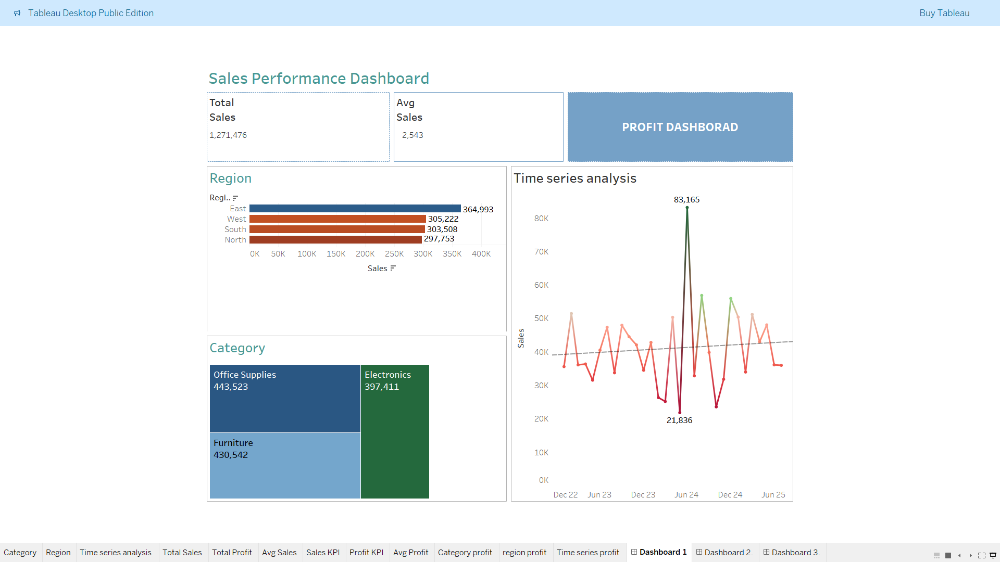 Tableau Desktop Public Edition
Buy Tableau
Sales Performance Dashboard
Total
Sales
1,271,476
Avg
Sales
2,543
PROFIT DASHBORAD
Region
Regi..
East 364,993
West 305,222
South 303,508
North 297,753
0K 50K 100K 150K 200K 250K 300K 350K 400K
Sales
Category
Office Supplies
443,523
Electronics
397,411
Furniture
430,542
Time series analysis
83,165
80K
70K
60K
50K
40K
30K
20K
10K
0K
Sales
21,836
Dec 22 Jun 23 Dec 23 Jun 24 Dec 24 Jun 25
Category Region Time series analysis Total Sales Total Profit Avg Sales Sales KPI Profit KPI Avg Profit Category profit region profit Time series profit Dashboard 1 Dashboard 2. Dashboard 3.